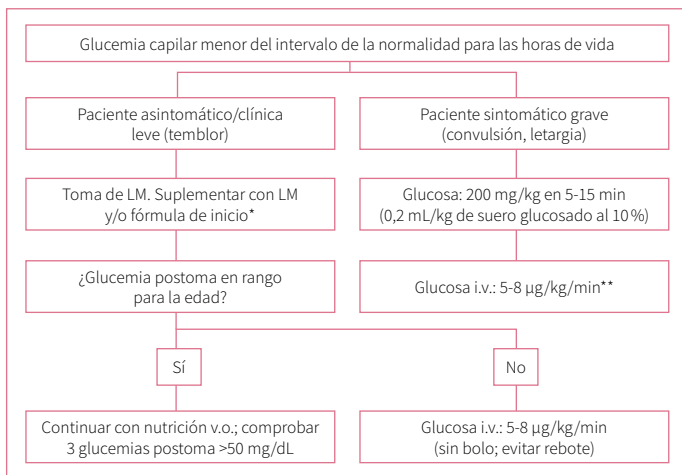 Glucemia capilar menor del intervalo de la normalidad para las horas de vida
Paciente asintomático/clínica
leve (temblor)
Paciente sintomático grave
(convulsión, letargia)
Toma de LM. Suplementar con LM
y/o fórmula de inicio*
Glucosa: 200 mg/kg en 5-15 min
(0,2 mL/kg de suero glucosado al 10%)
¿Glucemia postoma en rango
para la edad?
Glucosa i.v.: 5-8 µg/kg/min**
Sí
No
Continuar con nutrición v.o.; comprobar
3 glucemias postoma >50 mg/dL
Glucosa i.v.: 5-8 µg/kg/min
(sin bolo; evitar rebote)